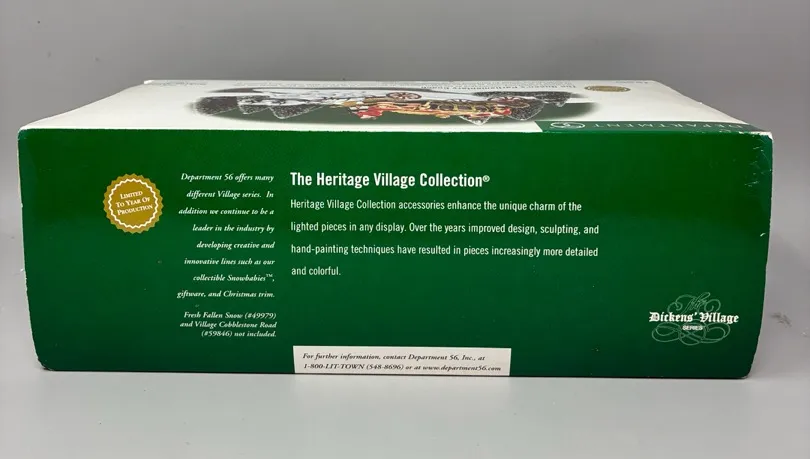 DEPARTMENT 56
LIMITED
TO YEAR OF
PRODUCTION
Department 56 offers many
different Village series. In
addition we continue to be a
leader in the industry by
developing creative and
innovative lines such as our
collectible Snowbabies™,
giftware, and Christmas trim.
Fresh Fallen Snow (#49979)
and Village Cobblestone Road
(#59846) not included.
The Heritage Village Collection®
Heritage Village Collection accessories enhance the unique charm of the
lighted pieces in any display. Over the years improved design, sculpting, and
hand-painting techniques have resulted in pieces increasingly more detailed
and colorful.
The
Dickens' Village
SERIES
For further information, contact Department 56, Inc., at
1-800-LIT-TOWN (548-8696) or at www.department56.com